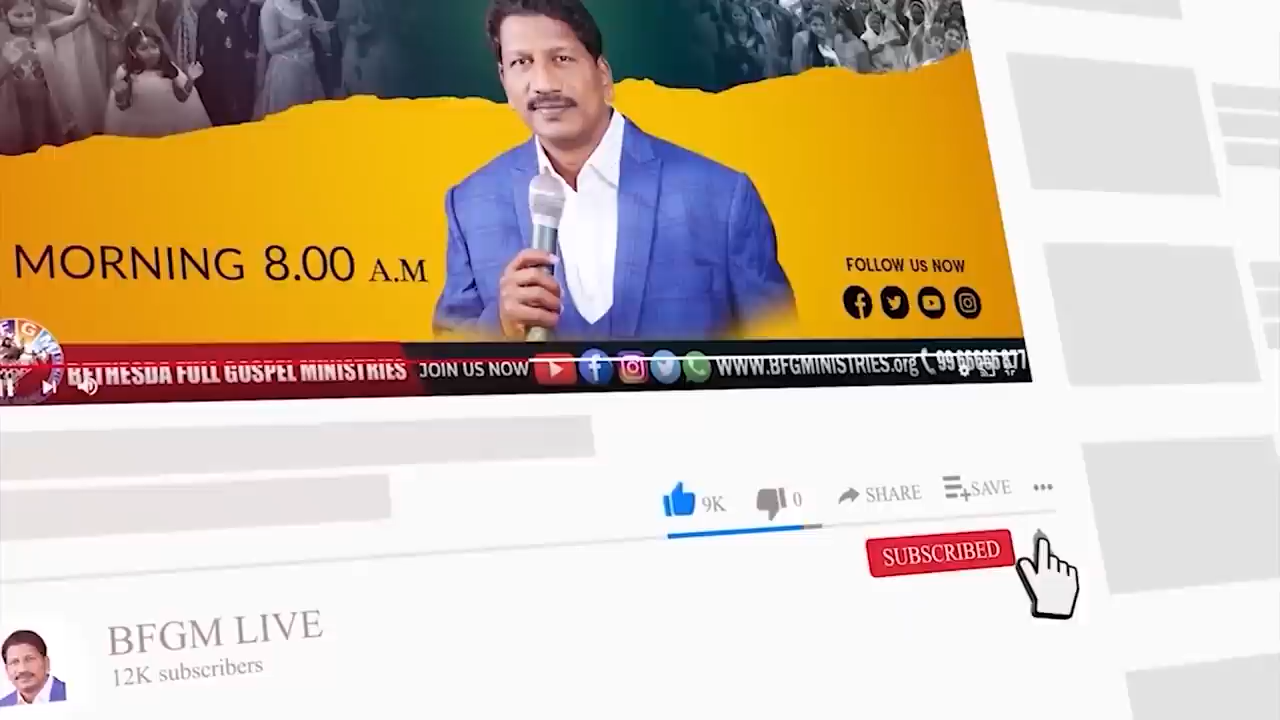 MORNING 8.00 A.M
FOLLOW US NOW
BETHESDA FULL GOSPEL MINISTRIES JOIN US NOW WWW.BFGMINISTRIES.org
9K 0 SHARE SAVE
SUBSCRIBED
BFGM LIVE
12K subscribers